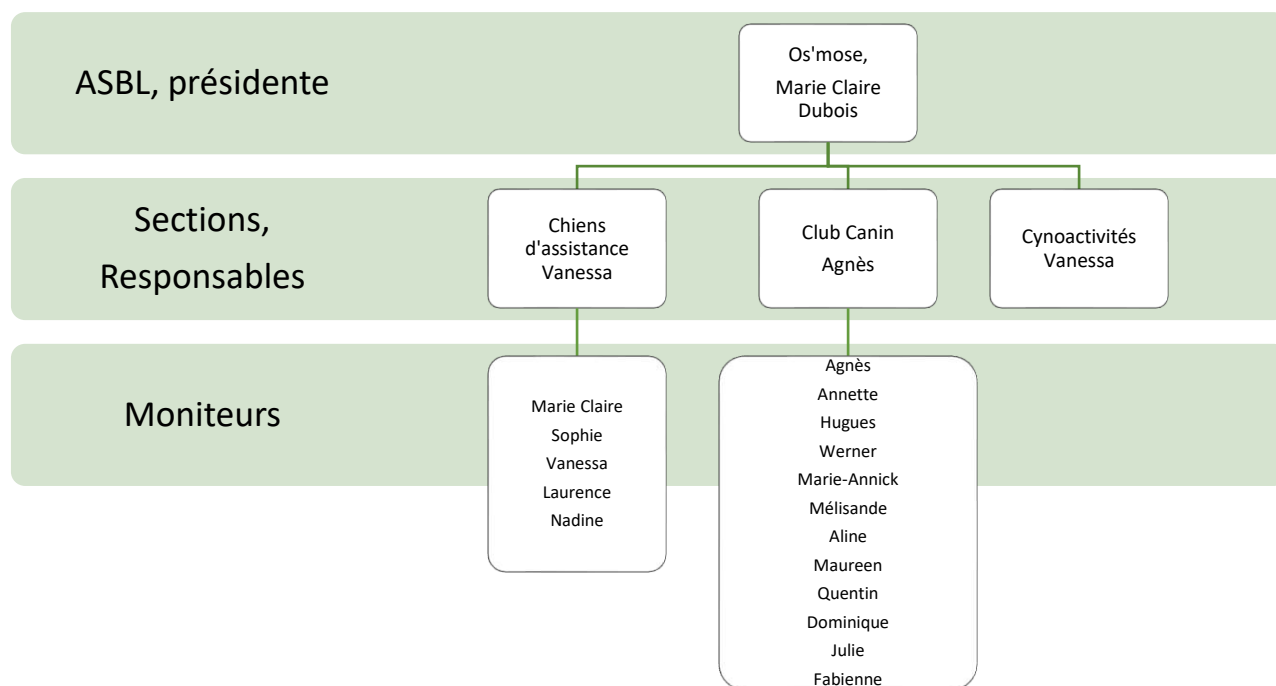 ASBL, présidente
Os'mose,
Marie Claire
Dubois
Sections,
Responsables
Chiens
d'assistance
Vanessa
Club Canin
Agnès
Cynoactivités
Vanessa
Moniteurs
Marie Claire
Sophie
Vanessa
Laurence
Nadine
Agnès
Annette
Hugues
Werner
Marie-Annick
Mélisande
Aline
Maureen
Quentin
Dominique
Julie
Fabienne